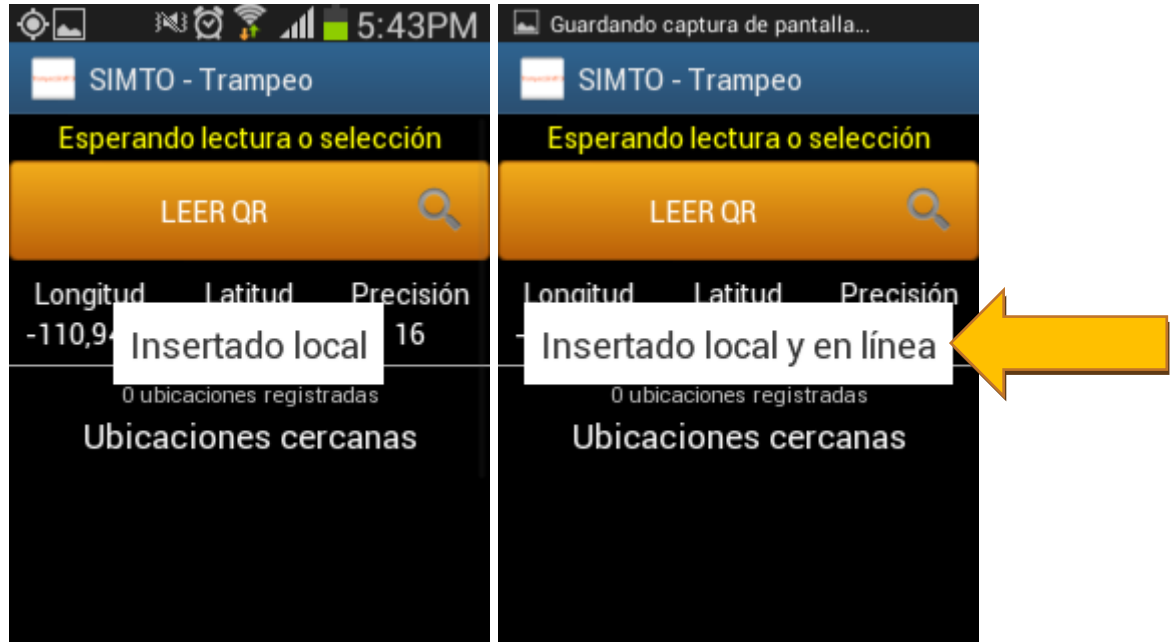 5:43PM
SIMTO - Trampeo
Esperando lectura o selección
LEER QR
Longitud Latitud Precisión
-110,94 16
Insertado local
0 ubicaciones registradas
Ubicaciones cercanas
Guardando captura de pantalla...
SIMTO - Trampeo
Esperando lectura o selección
LEER QR
Longitud Latitud Precisión
Insertado local y en línea
0 ubicaciones registradas
Ubicaciones cercanas